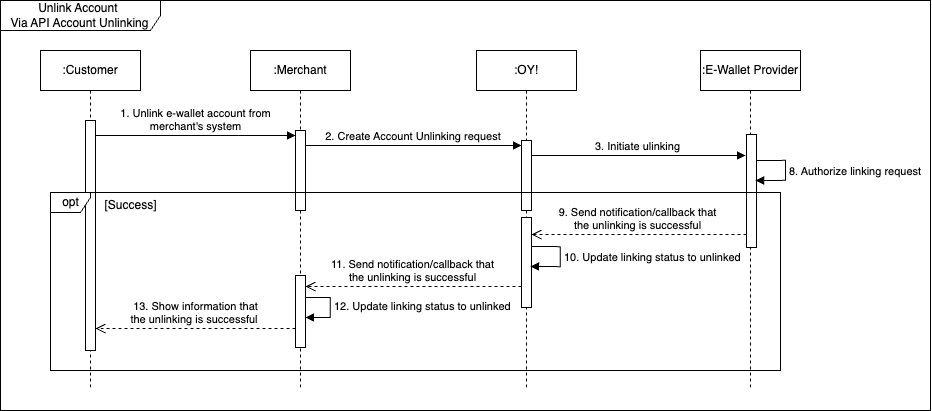 Unlink Account
Via API Account Unlinking
:Customer
:Merchant
:OY!
:E-Wallet Provider
1. Unlink e-wallet account from
merchant's system
2. Create Account Unlinking request
3. Initiate ulinking
8. Authorize linking request
opt
[Success]
9. Send notification/callback that
the unlinking is successful
10. Update linking status to unlinked
11. Send notification/callback that
the unlinking is successful
12. Update linking status to unlinked
13. Show information that
the unlinking is successful